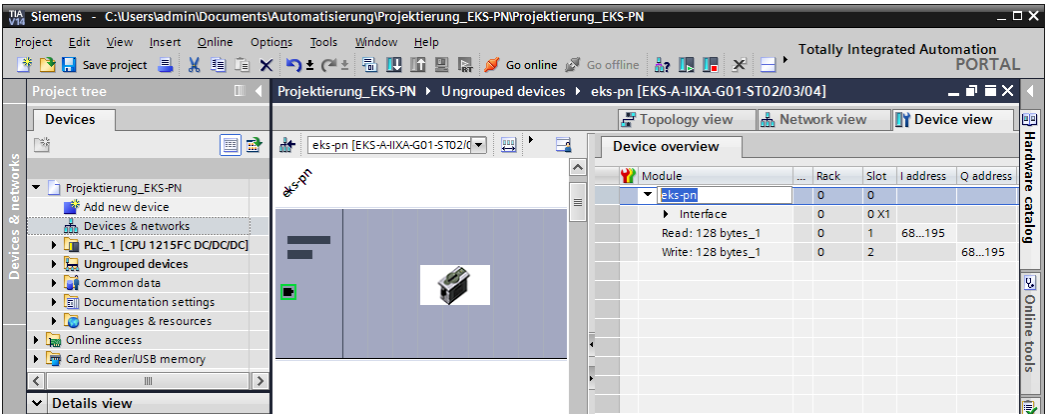 TIA V14 Siemens - C:\Users\admin\Documents\Automatisierung\Projektierung_EKS-PN\Projektierung_EKS-PN
Project Edit View Insert Online Options Tools Window Help
Save project Go online Go offline
Totally Integrated Automation
PORTAL
Project tree
Devices
Projektierung_EKS-PN
Add new device
Devices & networks
PLC_1 [CPU 1215FC DC/DC/DC]
Ungrouped devices
Common data
Documentation settings
Languages & resources
Online access
Card Reader/USB memory
Details view
Devices & networks
Projektierung_EKS-PN Ungrouped devices eks-pn [EKS-A-IIXA-G01-ST02/03/04]
Topology view Network view Device view
eks-pn [EKS-A-IIXA-G01-ST02/0
eks-pn
Device overview
Module ... Rack Slot I address Q address
eks-pn 0 0
Interface 0 0 X1
Read: 128 bytes_1 0 1 68...195
Write: 128 bytes_1 0 2 68...195
Hardware catalog
Online tools